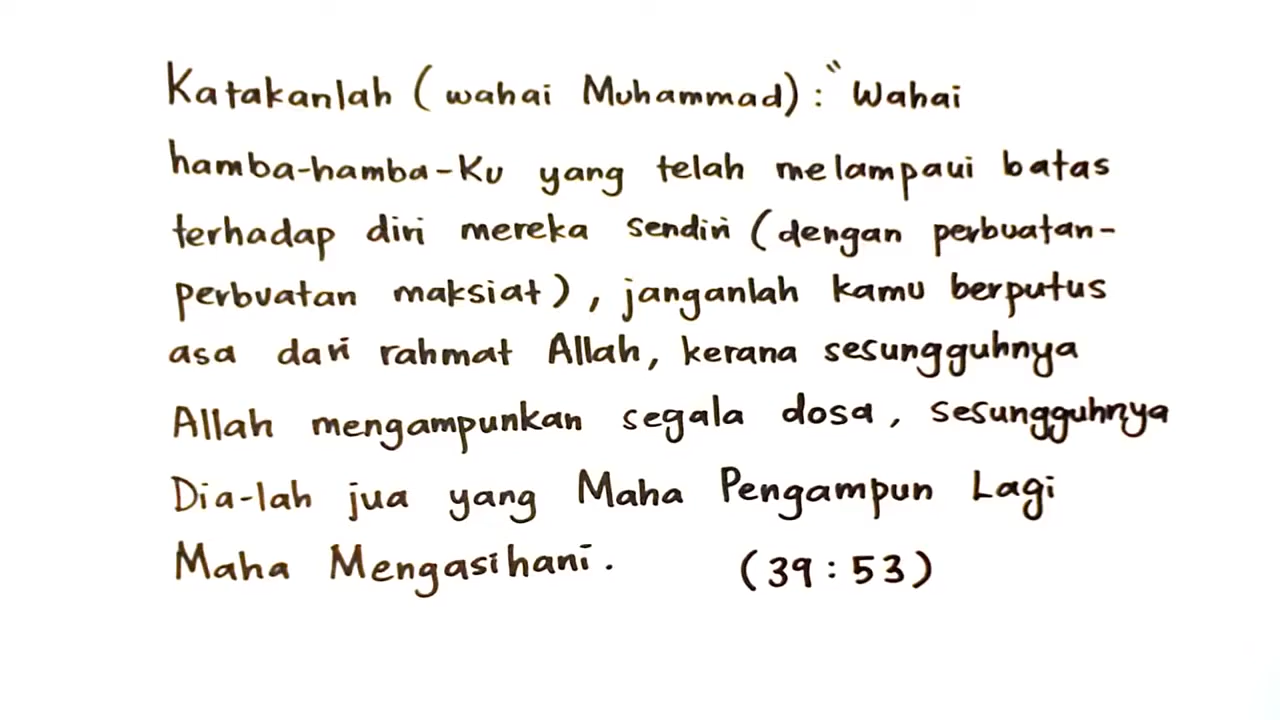 Katakanlah (wahai Muhammad) : "Wahai
hamba-hamba-Ku yang telah melampaui batas
terhadap diri mereka sendiri (dengan perbuatan-
perbuatan maksiat), janganlah kamu berputus
asa dari rahmat Allah, kerana sesungguhnya
Allah mengampunkan segala dosa, sesungguhnya
Dia-lah jua yang Maha Pengampun Lagi
Maha Mengasihani. (39:53)